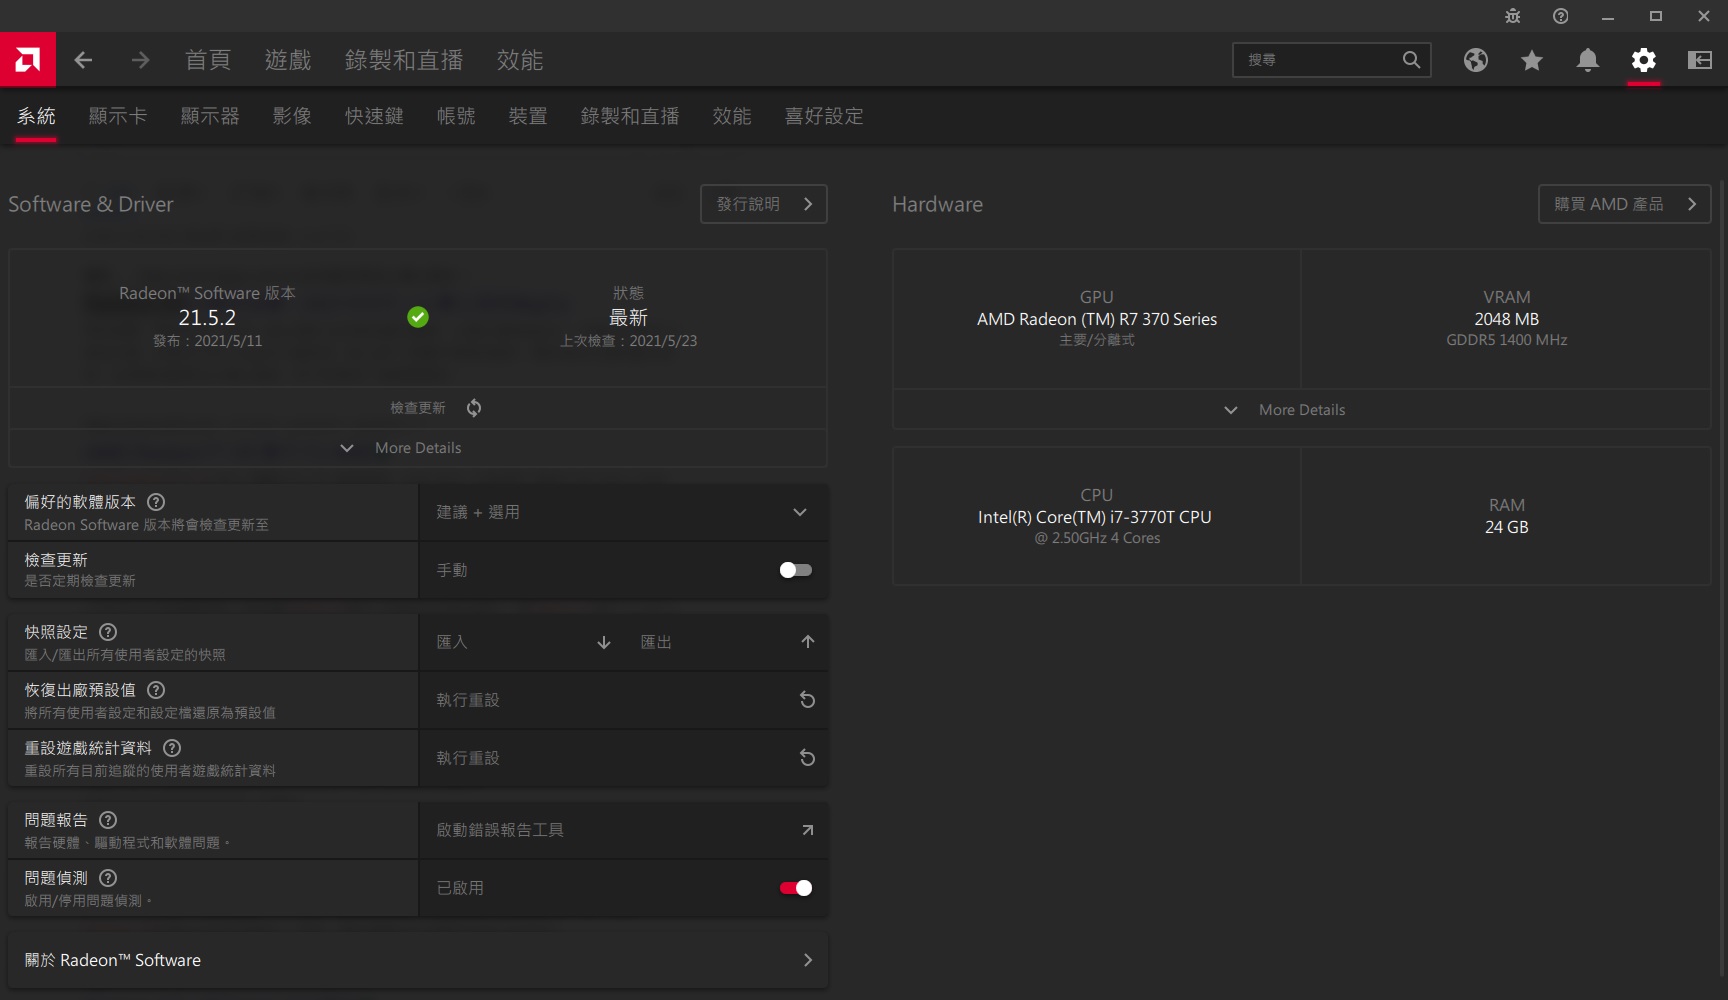 首頁 遊戲 錄製和直播 效能 搜尋
系統 顯示卡 顯示器 影像 快速鍵 帳號 裝置 錄製和直播 效能 喜好設定
Software & Driver
發行說明
Radeon™ Software 版本
21.5.2
發布：2021/5/11
狀態
最新
上次檢查：2021/5/23
檢查更新
More Details
偏好的軟體版本
Radeon Software 版本將會檢查更新至
建議 + 選用
檢查更新
是否定期檢查更新
手動
快照設定
匯入/匯出所有使用者設定的快照
匯入
匯出
恢復出廠預設值
將所有使用者設定和設定檔還原為預設值
執行重設
重設遊戲統計資料
重設所有目前追蹤的使用者遊戲統計資料
執行重設
問題報告
報告硬體、驅動程式和軟體問題。
啟動錯誤報告工具
問題偵測
啟用/停用問題偵測。
已啟用
關於 Radeon™ Software
Hardware
購買 AMD 產品
GPU
AMD Radeon (TM) R7 370 Series
主要/分離式
VRAM
2048 MB
GDDR5 1400 MHz
More Details
CPU
Intel(R) Core(TM) i7-3770T CPU
@ 2.50GHz 4 Cores
RAM
24 GB